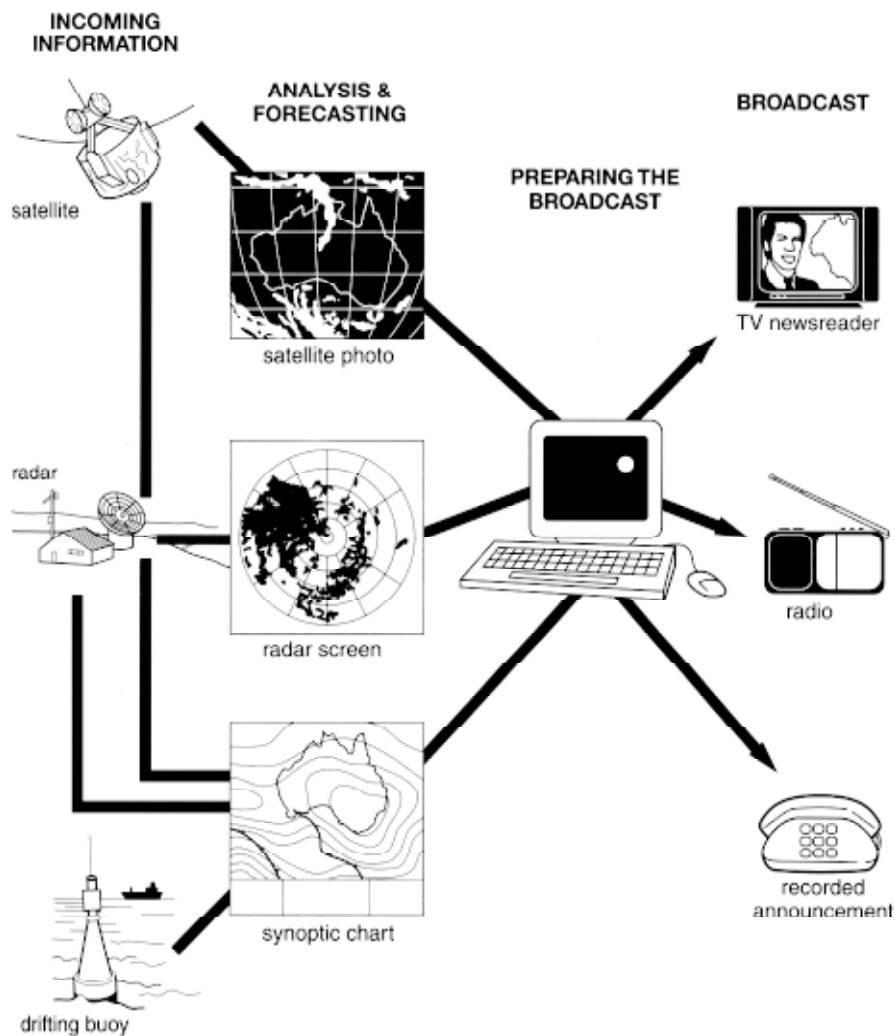 INCOMING
INFORMATION
ANALYSIS &
FORECASTING
BROADCAST
PREPARING THE
BROADCAST
satellite
TV newsreader
satellite photo
radar
radio
radar screen
recorded
announcement
synoptic chart
drifting buoy